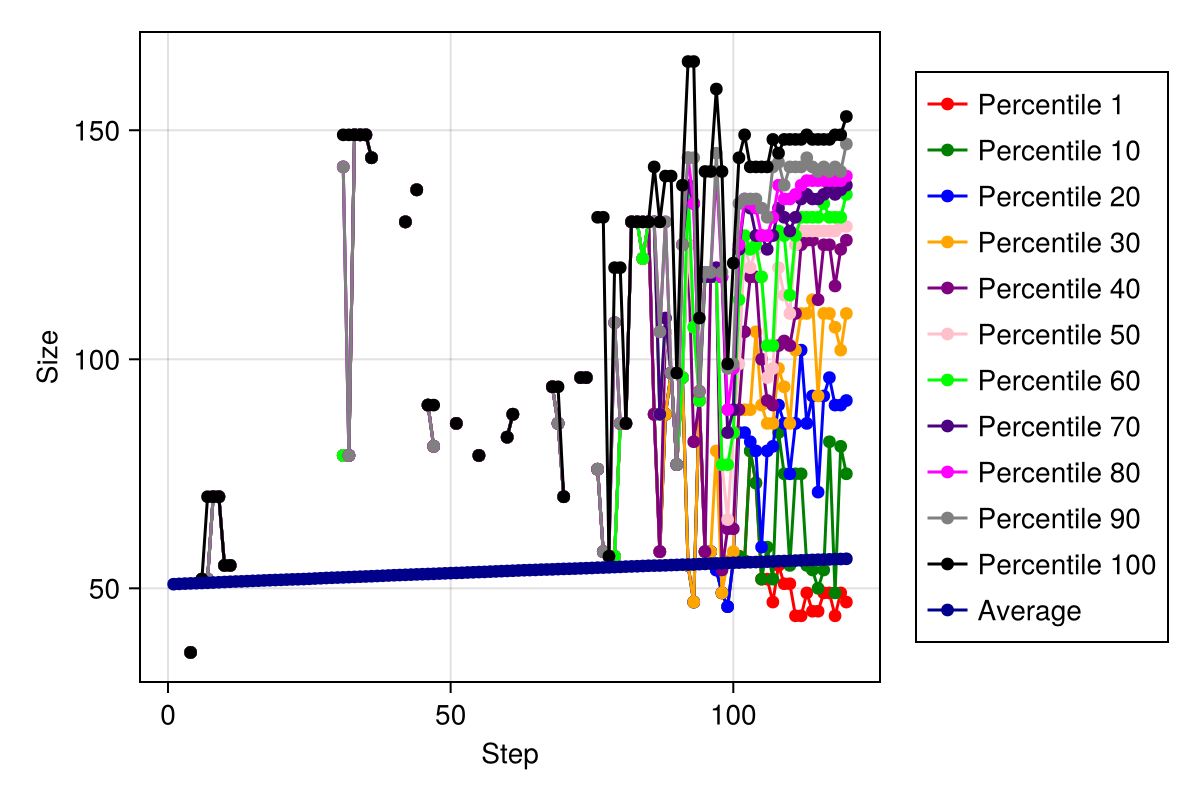 150
100
50
Size
0
50
100
Step
Percentile 1
Percentile 10
Percentile 20
Percentile 30
Percentile 40
Percentile 50
Percentile 60
Percentile 70
Percentile 80
Percentile 90
Percentile 100
Average